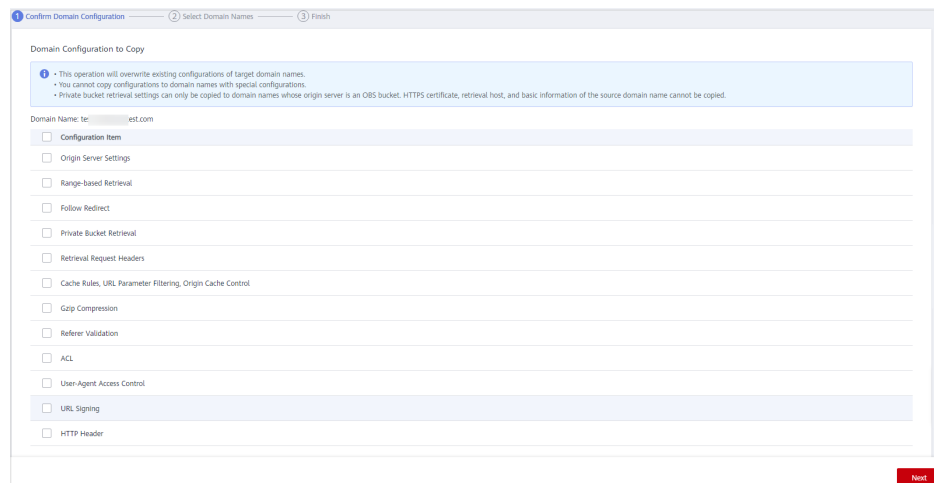 1 Confirm Domain Configuration 2 Select Domain Names 3 Finish
Domain Configuration to Copy
• This operation will overwrite existing configurations of target domain names.
• You cannot copy configurations to domain names with special configurations.
• Private bucket retrieval settings can only be copied to domain names whose origin server is an OBS bucket. HTTPS certificate, retrieval host, and basic information of the source domain name cannot be copied.
Domain Name: te est.com
Configuration Item
Origin Server Settings
Range-based Retrieval
Follow Redirect
Private Bucket Retrieval
Retrieval Request Headers
Cache Rules, URL Parameter Filtering, Origin Cache Control
Gzip Compression
Referer Validation
ACL
User-Agent Access Control
URL Signing
HTTP Header
Next